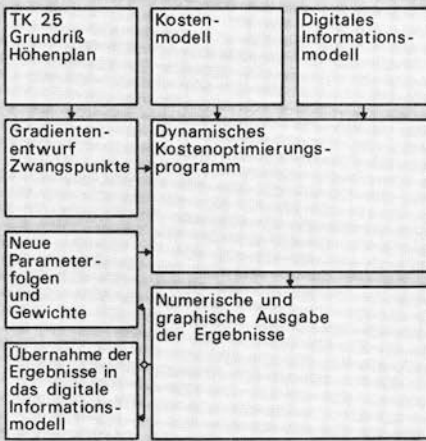 TK 25
Grundriß
Höhenplan
Kosten-
modell
Digitales
Informations-
modell
Gradienten-
entwurf
Zwangspunkte
Dynamisches
Kostenoptimierungs-
programm
Neue
Parameter-
folgen
und
Gewichte
Numerische und
graphische Ausgabe
der Ergebnisse
Übernahme der
Ergebnisse in
das digitale
Informations-
modell